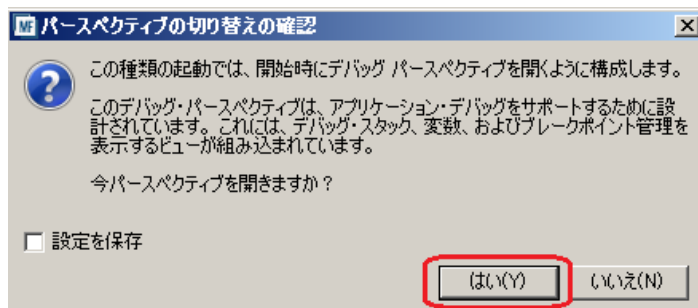 MF パースペクティブの切り替えの確認
この種類の起動では、開始時にデバッグ パースペクティブを開くように構成します。
このデバッグ・パースペクティブは、アプリケーション・デバッグをサポートするために設
計されています。これには、デバッグ・スタック、変数、およびブレークポイント管理を
表示するビューが組み込まれています。
今パースペクティブを開きますか？
設定を保存
はい(Y) いいえ(N)